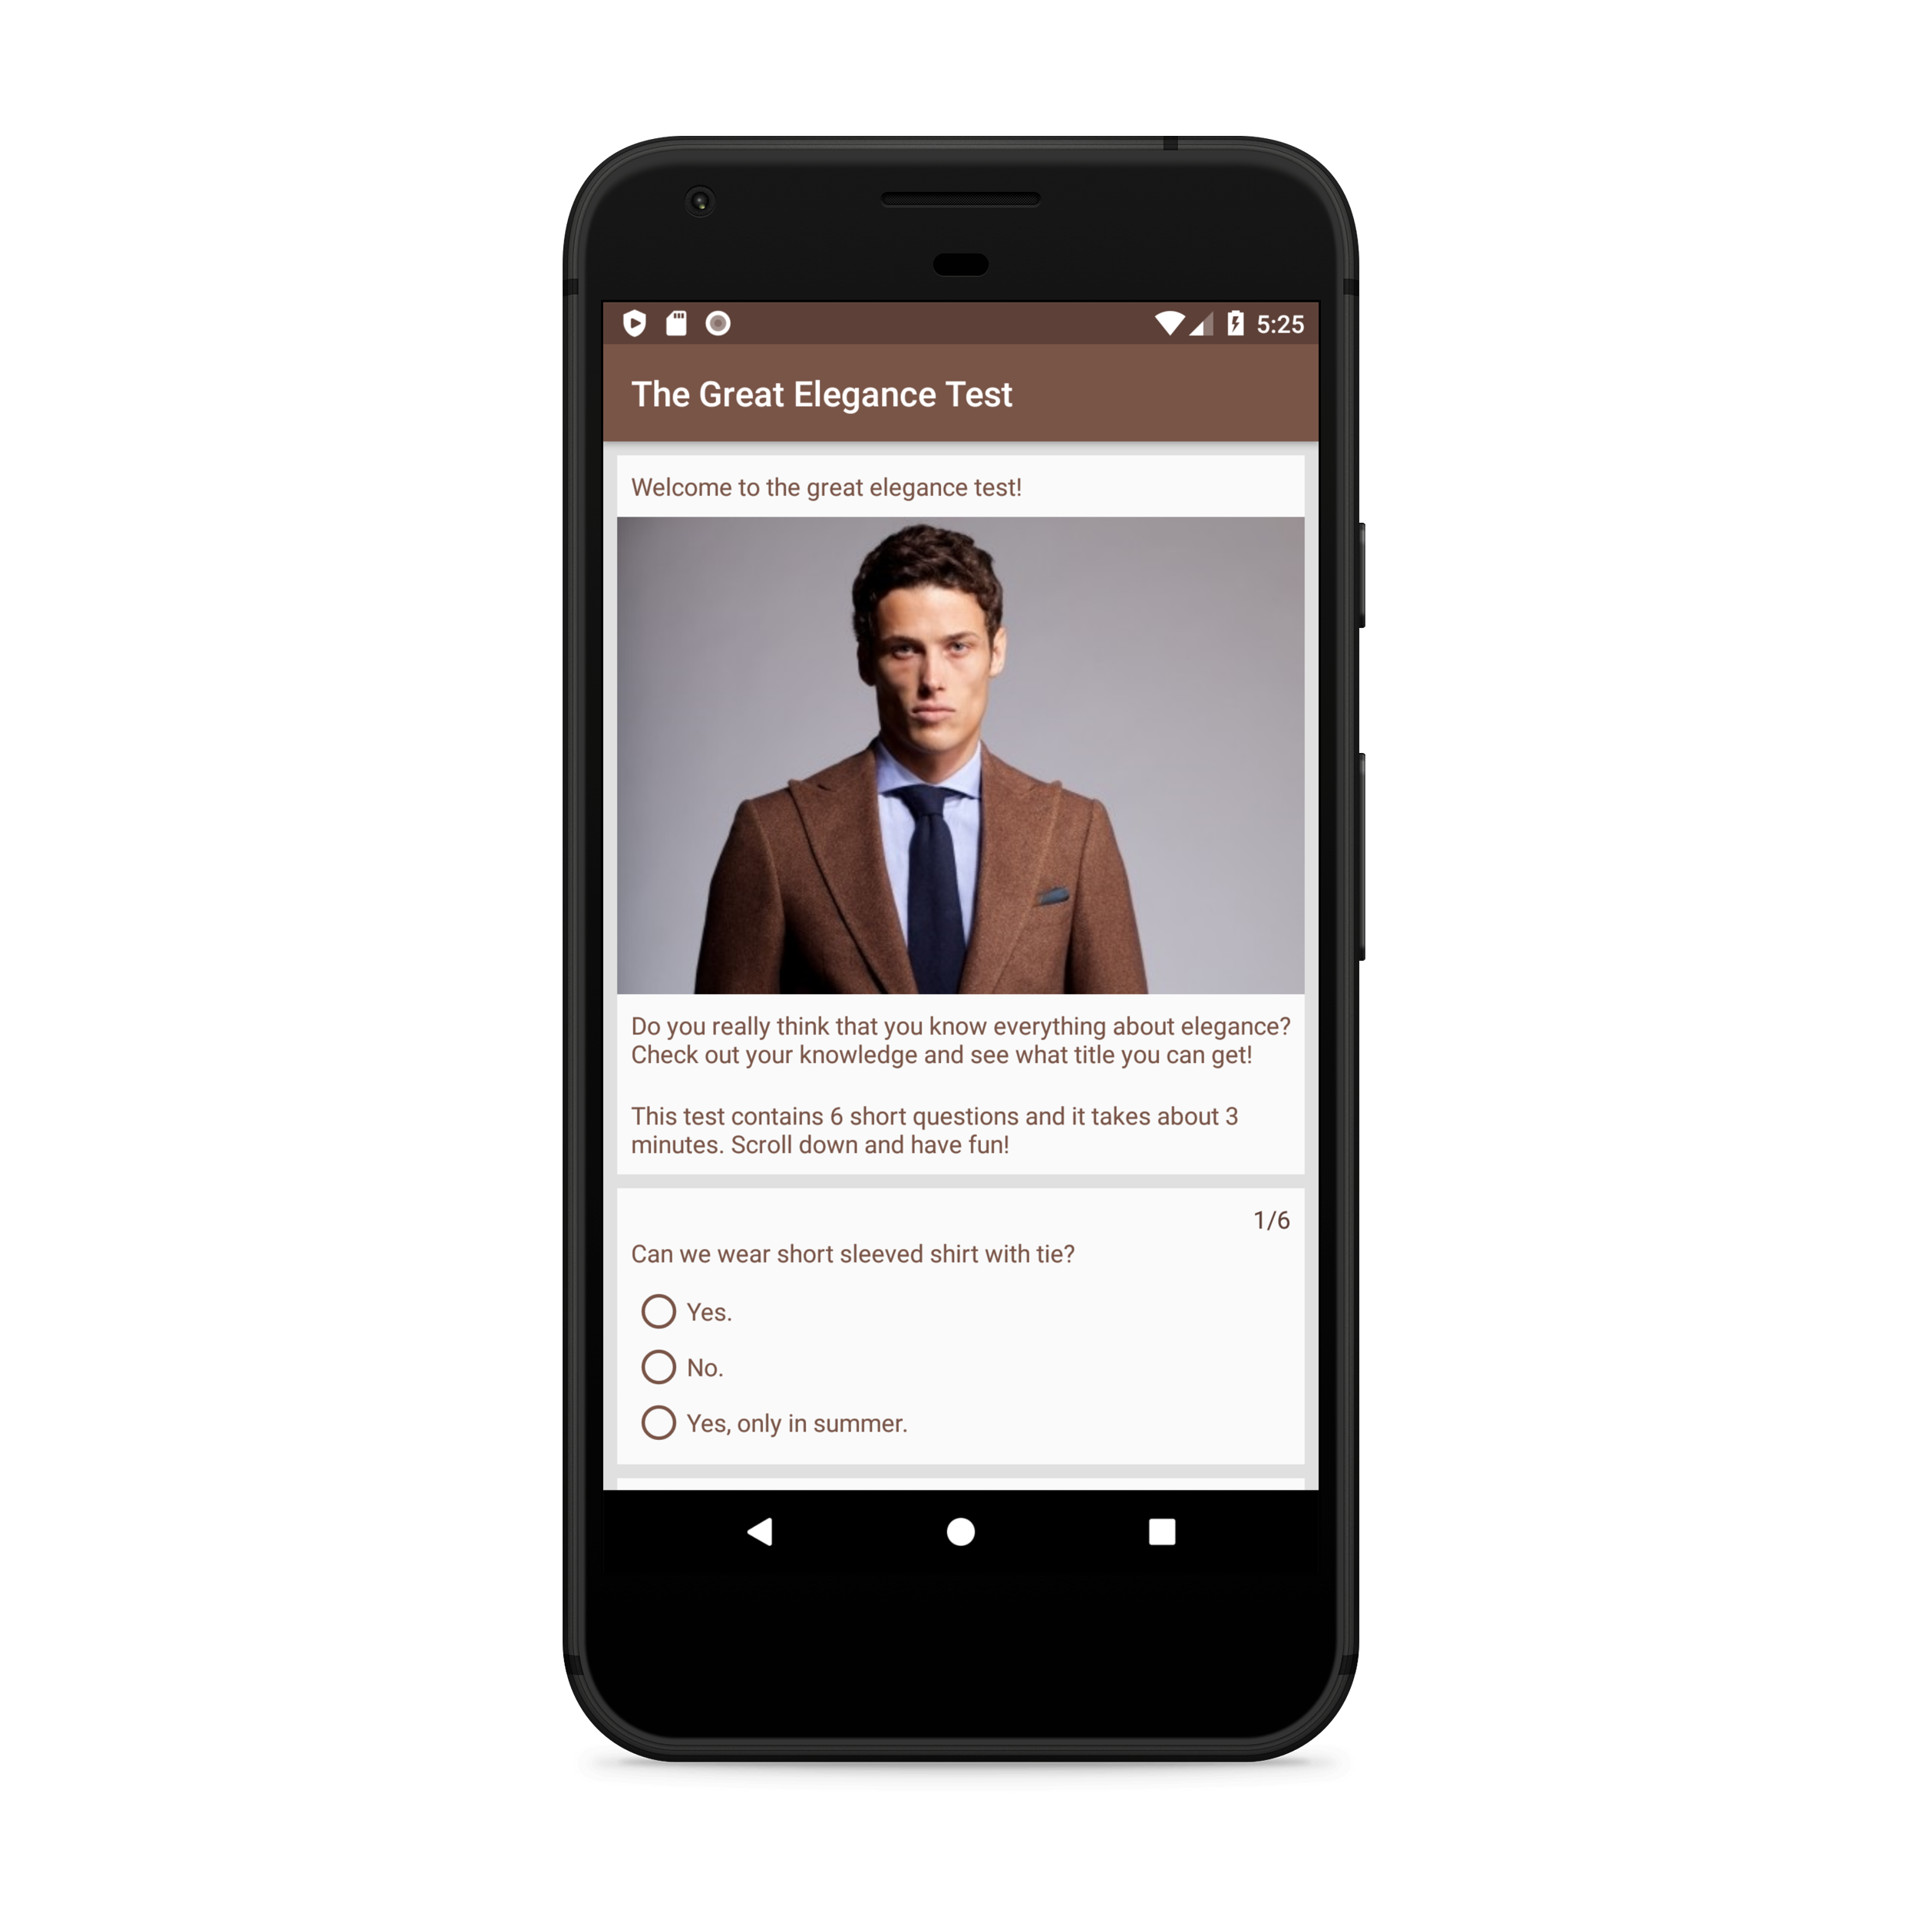 5:25
The Great Elegance Test
Welcome to the great elegance test!
Do you really think that you know everything about elegance?
Check out your knowledge and see what title you can get!
This test contains 6 short questions and it takes about 3
minutes. Scroll down and have fun!
1/6
Can we wear short sleeved shirt with tie?
Yes.
No.
Yes, only in summer.